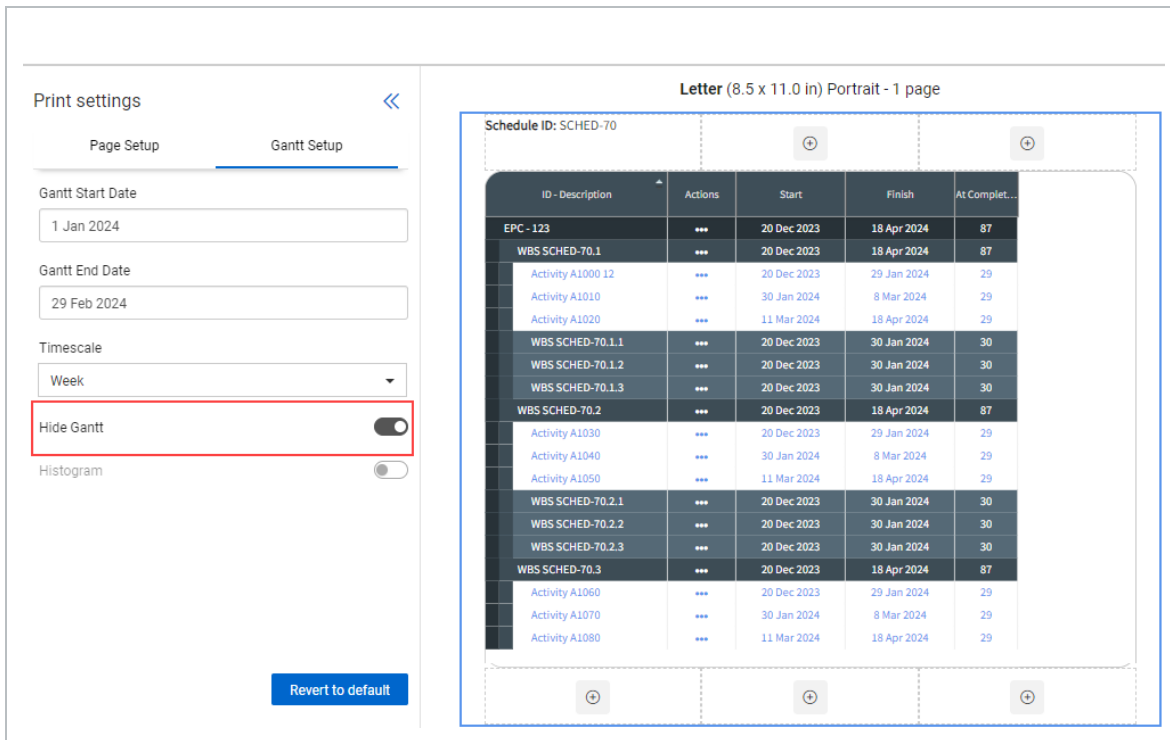 Print settings
Page Setup Gantt Setup
Gantt Start Date
1 Jan 2024
Gantt End Date
29 Feb 2024
Timescale
Week
Hide Gantt
Histogram
Revert to default
Letter (8.5 x 11.0 in) Portrait - 1 page
Schedule ID: SCHED-70
ID - Description Actions Start Finish At Complet...
EPC - 123 ••• 20 Dec 2023 18 Apr 2024 87
WBS SCHED-70.1 ••• 20 Dec 2023 18 Apr 2024 87
Activity A1000 12 ••• 20 Dec 2023 29 Jan 2024 29
Activity A1010 ••• 30 Jan 2024 8 Mar 2024 29
Activity A1020 ••• 11 Mar 2024 18 Apr 2024 29
WBS SCHED-70.1.1 ••• 20 Dec 2023 30 Jan 2024 30
WBS SCHED-70.1.2 ••• 20 Dec 2023 30 Jan 2024 30
WBS SCHED-70.1.3 ••• 20 Dec 2023 30 Jan 2024 30
WBS SCHED-70.2 ••• 20 Dec 2023 18 Apr 2024 87
Activity A1030 ••• 20 Dec 2023 29 Jan 2024 29
Activity A1040 ••• 30 Jan 2024 8 Mar 2024 29
Activity A1050 ••• 11 Mar 2024 18 Apr 2024 29
WBS SCHED-70.2.1 ••• 20 Dec 2023 30 Jan 2024 30
WBS SCHED-70.2.2 ••• 20 Dec 2023 30 Jan 2024 30
WBS SCHED-70.2.3 ••• 20 Dec 2023 30 Jan 2024 30
WBS SCHED-70.3 ••• 20 Dec 2023 18 Apr 2024 87
Activity A1060 ••• 20 Dec 2023 29 Jan 2024 29
Activity A1070 ••• 30 Jan 2024 8 Mar 2024 29
Activity A1080 ••• 11 Mar 2024 18 Apr 2024 29